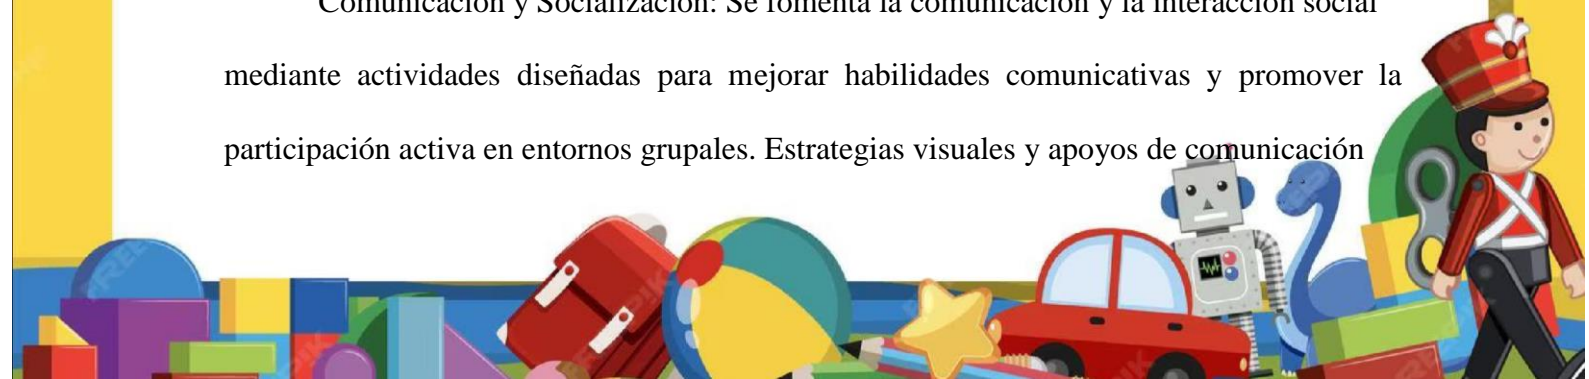 Comunicación y Socialización: Se fomenta la comunicación y la interacción social
mediante actividades diseñadas para mejorar habilidades comunicativas y promover la
participación activa en entornos grupales. Estrategias visuales y apoyos de comunicación